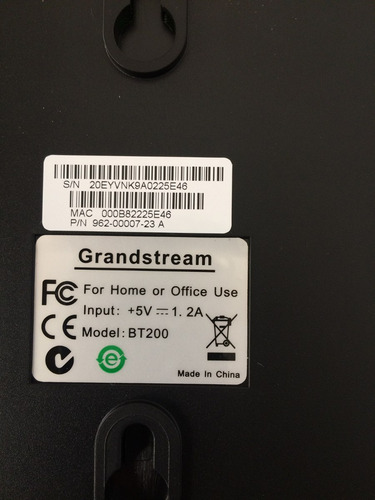 S/N 20EYVNK9A0225E46
MAC 000B82225E46
P/N 962-00007-23 A
Grandstream
FC For Home or Office Use
Input: +5V⎓1.2A
CE Model: BT200
e
Made In China